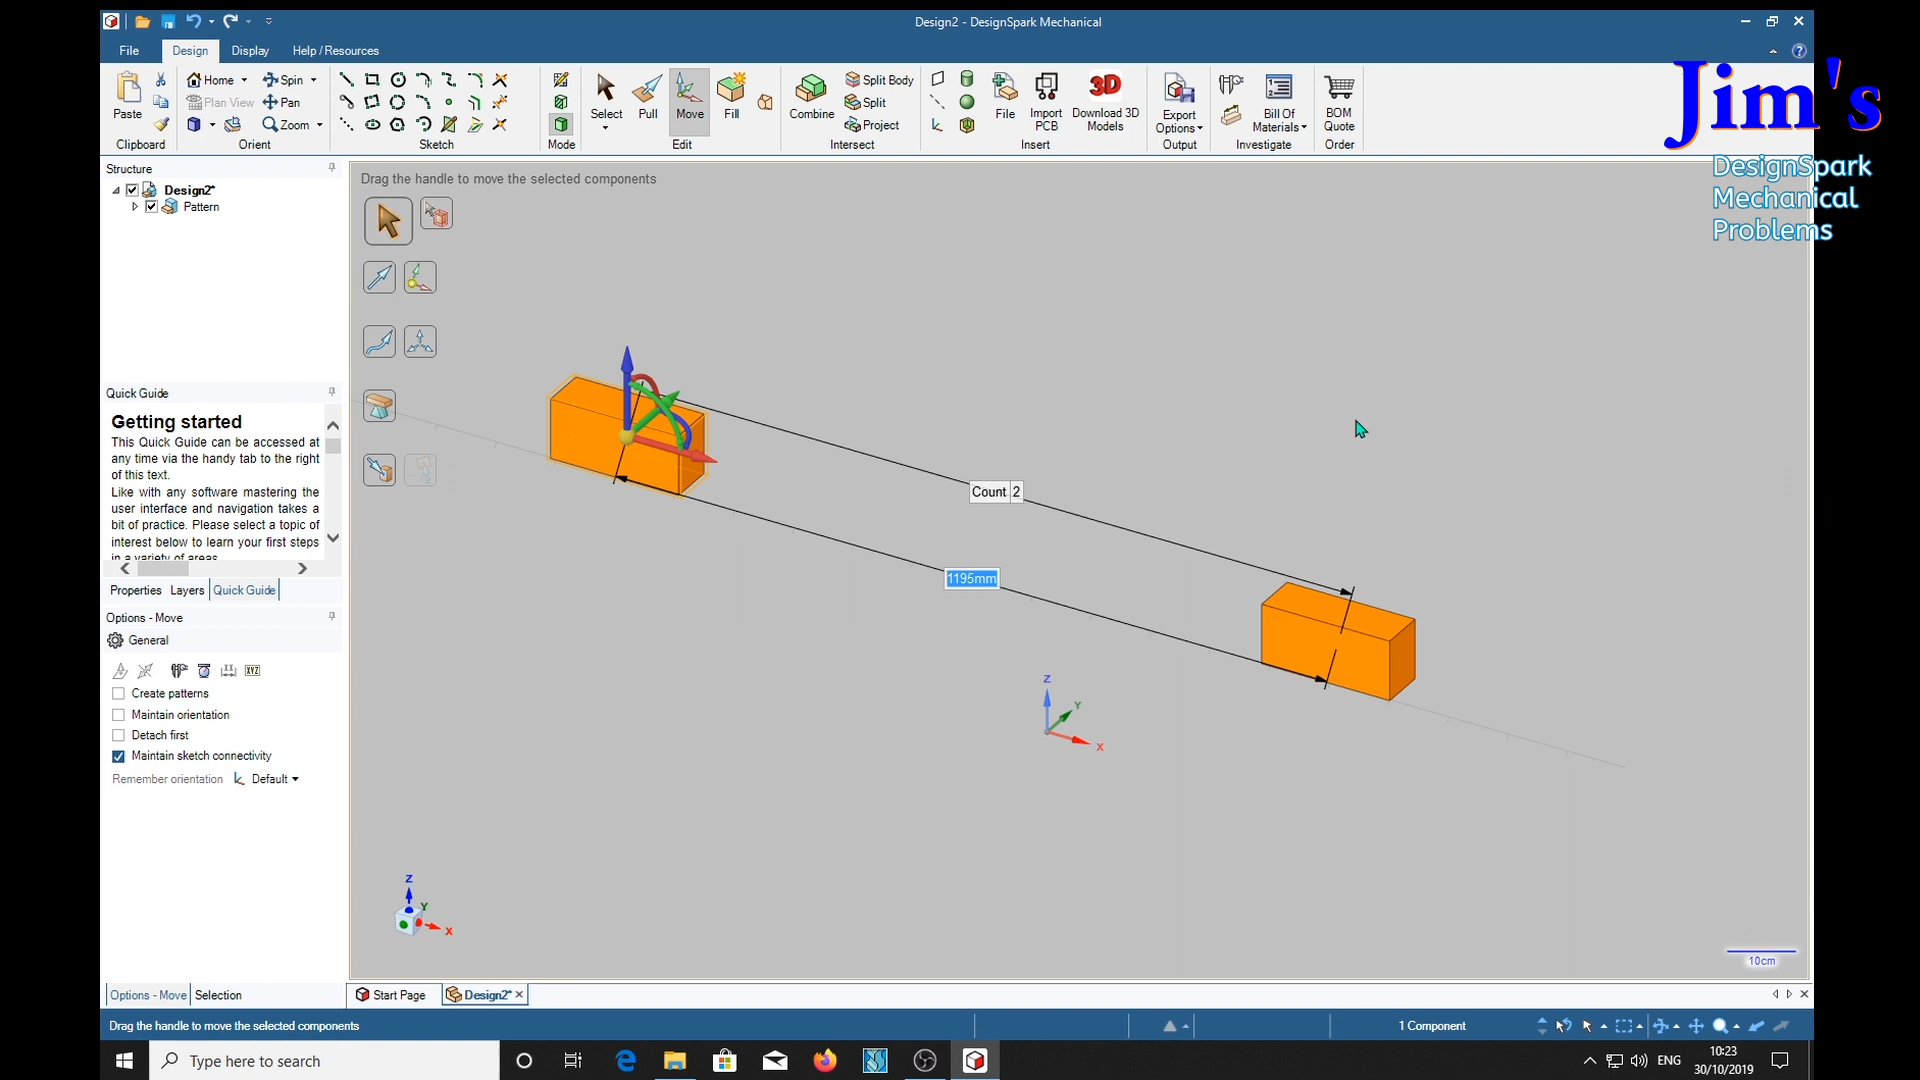 Design2 - DesignSpark Mechanical
File Design Display Help / Resources
Paste
Clipboard
Home Spin
Plan View Pan
Zoom
Orient
Sketch
Mode
Select Pull Move Fill
Edit
Combine
Split Body
Split
Project
Intersect
File
Import PCB
Download 3D Models
Insert
Export Options
Output
Bill Of Materials
Investigate
BOM Quote
Order
3D
Jim's
DesignSpark
Mechanical
Problems
Structure
Design2*
Pattern
Drag the handle to move the selected components
Quick Guide
Getting started
This Quick Guide can be accessed at
any time via the handy tab to the right
of this text.
Like with any software mastering the
user interface and navigation takes a
bit of practice. Please select a topic of
interest below to learn your first steps
in a variety of areas
Properties Layers Quick Guide
Options - Move
General
XYZ
Create patterns
Maintain orientation
Detach first
Maintain sketch connectivity
Remember orientation Default
Count 2
1195mm
Z
Y
X
Z
Y
X
10cm
Options - Move Selection
Start Page Design2*
Drag the handle to move the selected components
1 Component
Type here to search
ENG
10:23
30/10/2019